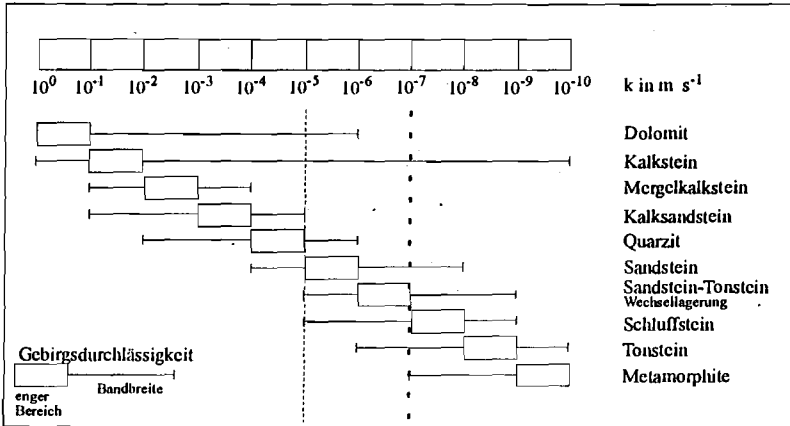 10⁰ 10⁻¹ 10⁻² 10⁻³ 10⁻⁴ 10⁻⁵ 10⁻⁶ 10⁻⁷ 10⁻⁸ 10⁻⁹ 10⁻¹⁰ k in m s⁻¹
Dolomit
Kalkstein
Mergelkalkstein
Kalksandstein
Quarzit
Sandstein
Sandstein-Tonstein
Wechsellagerung
Schluffstein
Tonstein
Metamorphite
Gebirgsdurchlässigkeit
Bandbreite
enger
Bereich